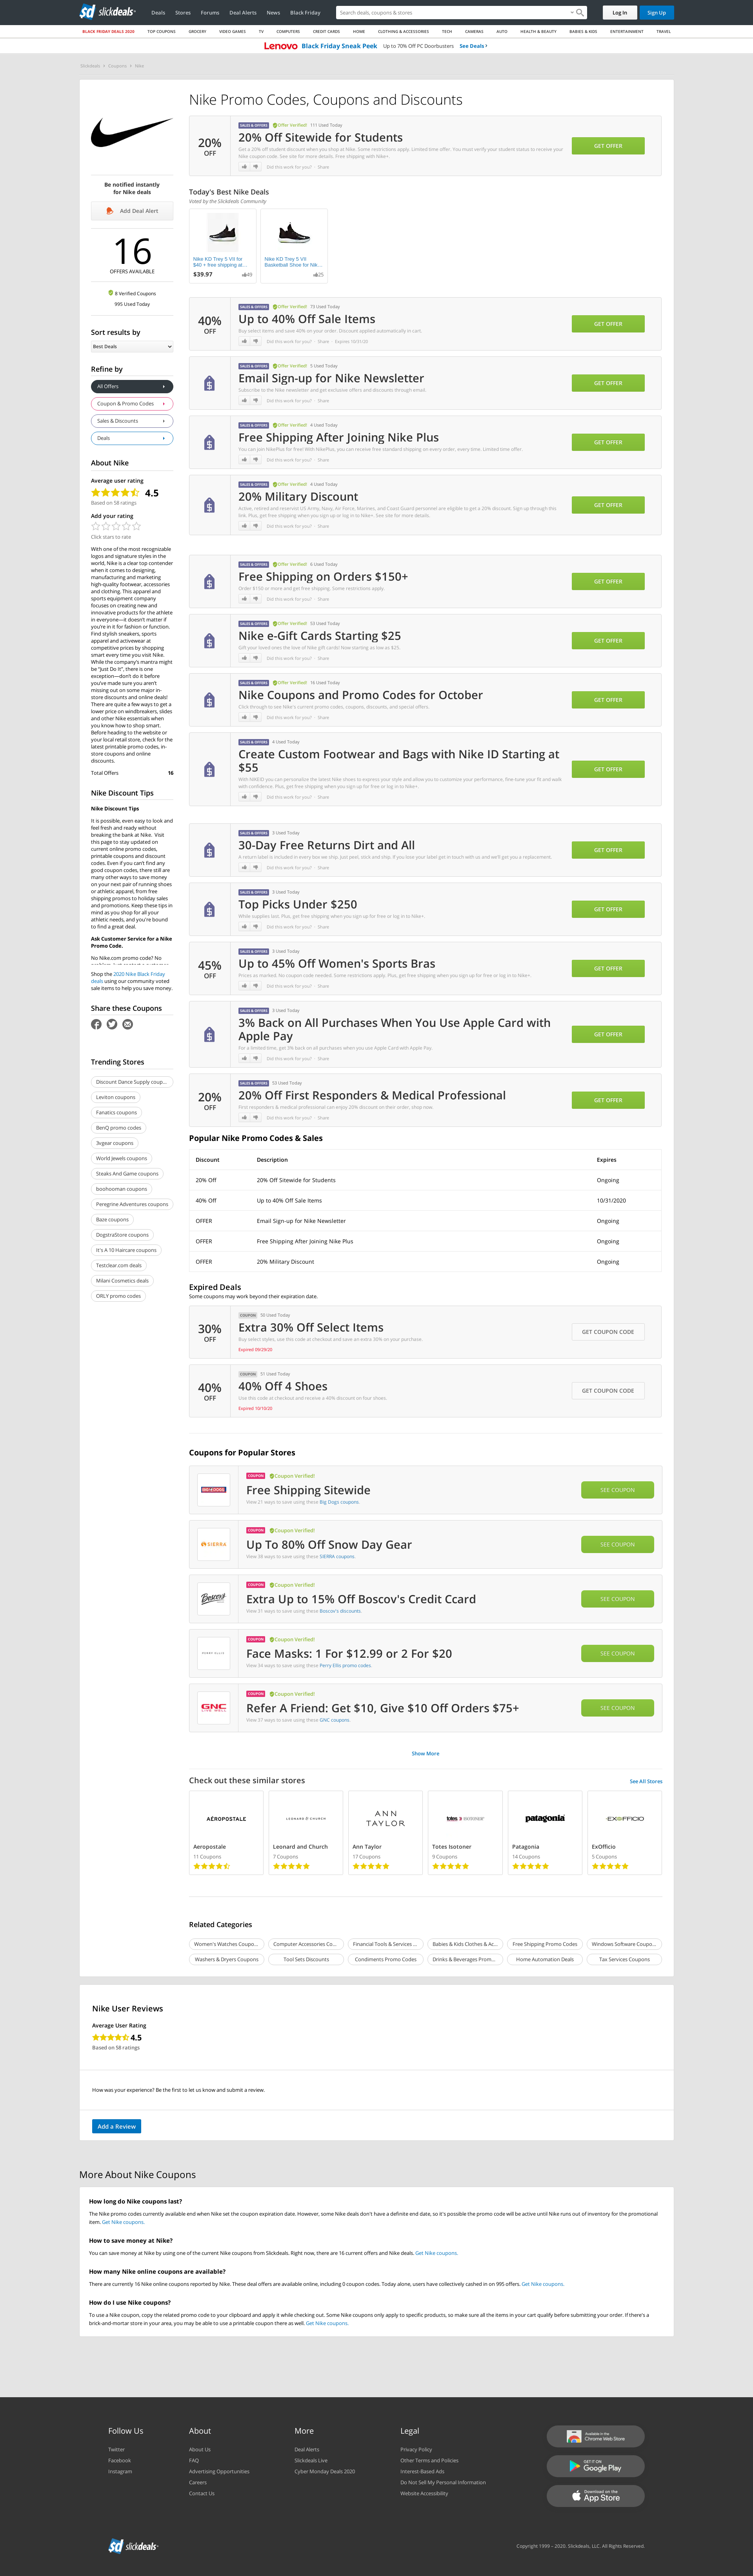 slickdeals
Deals Stores Forums Deal Alerts News Black Friday
Search deals, coupons & stores
Log In Sign Up
BLACK FRIDAY DEALS 2020 TOP COUPONS GROCERY VIDEO GAMES TV COMPUTERS CREDIT CARDS HOME CLOTHING & ACCESSORIES TECH CAMERAS AUTO HEALTH & BEAUTY BABIES & KIDS ENTERTAINMENT TRAVEL
Lenovo Black Friday Sneak Peek Up to 70% Off PC Doorbusters See Deals
Slickdeals Coupons Nike
Be notified instantly
for Nike deals
Add Deal Alert
16
OFFERS AVAILABLE
8 Verified Coupons
995 Used Today
Sort results by
Best Deals
Refine by
All Offers
Coupon & Promo Codes
Sales & Discounts
Deals
About Nike
Average user rating
4.5
Based on 58 ratings
Add your rating
Click stars to rate
With one of the most recognizable
logos and signature styles in the
world, Nike is a clear top contender
when it comes to designing,
manufacturing and marketing
high-quality footwear, accessories
and clothing. This apparel and
sports equipment company
focuses on creating new and
innovative products for the athlete
in everyone—it doesn't matter if
you're in it for fashion or function.
Find stylish sneakers, sports
apparel and activewear at
competitive prices by shopping
smart every time you visit Nike.
While the company's mantra might
be "Just Do It", there is one
exception—don't do it before
you've made sure you aren't
missing out on some major in-
store discounts and online deals!
There are quite a few ways to get a
lower price on windbreakers, slides
and other Nike essentials when
you know how to shop smart.
Before heading to the website or
your local retail store, check for the
latest printable promo codes, in-
store coupons and online
discounts.
Total Offers 16
Nike Discount Tips
Nike Discount Tips
It is possible, even easy to look and
feel fresh and ready without
breaking the bank at Nike. Visit
this page to stay updated on
current online promo codes,
printable coupons and discount
codes. Even if you can't find any
good coupon codes, there still are
many other ways to save money
on your next pair of running shoes
or athletic apparel, from free
shipping promos to holiday sales
and promotions. Keep these tips in
mind as you shop for all your
athletic needs, and you're bound
to find a great deal.
Ask Customer Service for a Nike
Promo Code.
No Nike.com promo code? No
Shop the 2020 Nike Black Friday
deals using our community voted
sale items to help you save money.
Share these Coupons
Trending Stores
Discount Dance Supply coup...
Leviton coupons
Fanatics coupons
BenQ promo codes
3vgear coupons
World Jewels coupons
Steaks And Game coupons
boohooman coupons
Peregrine Adventures coupons
Baze coupons
DogstraStore coupons
It's A 10 Haircare coupons
Testclear.com deals
Milani Cosmetics deals
ORLY promo codes
Nike Promo Codes, Coupons and Discounts
20% OFF
SALES & OFFERS Offer Verified! 111 Used Today
20% Off Sitewide for Students
Get a 20% off student discount when you shop at Nike. Some restrictions apply. Limited time offer. You must verify your student status to receive your
Nike coupon code. See site for more details. Free shipping with Nike+.
Did this work for you? · Share
GET OFFER
Today's Best Nike Deals
Voted by the Slickdeals Community
Nike KD Trey 5 VII for
$40 + free shipping at...
$39.97 49
Nike KD Trey 5 VII
Basketball Shoe for Nik...
25
40% OFF
SALES & OFFERS Offer Verified! 73 Used Today
Up to 40% Off Sale Items
Buy select items and save 40% on your order. Discount applied automatically in cart.
Did this work for you? · Share · Expires 10/31/20
GET OFFER
SALES & OFFERS Offer Verified! 5 Used Today
Email Sign-up for Nike Newsletter
Subscribe to the Nike newsletter and get exclusive offers and discounts through email.
Did this work for you? · Share
GET OFFER
SALES & OFFERS Offer Verified! 4 Used Today
Free Shipping After Joining Nike Plus
You can join NikePlus for free! With NikePlus, you can receive free standard shipping on every order, every time. Limited time offer.
Did this work for you? · Share
GET OFFER
SALES & OFFERS Offer Verified! 4 Used Today
20% Military Discount
Active, retired and reservist US Army, Navy, Air Force, Marines, and Coast Guard personnel are eligible to get a 20% discount. Sign up through this
link. Plus, get free shipping when you sign up or log in to Nike+. See site for more details.
Did this work for you? · Share
GET OFFER
SALES & OFFERS Offer Verified! 6 Used Today
Free Shipping on Orders $150+
Order $150 or more and get free shipping. Some restrictions apply.
Did this work for you? · Share
GET OFFER
SALES & OFFERS Offer Verified! 53 Used Today
Nike e-Gift Cards Starting $25
Gift your loved ones the love of Nike gift cards! Now starting as low as $25.
Did this work for you? · Share
GET OFFER
SALES & OFFERS Offer Verified! 16 Used Today
Nike Coupons and Promo Codes for October
Click through to see Nike's current promo codes, coupons, discounts, and special offers.
Did this work for you? · Share
GET OFFER
SALES & OFFERS 4 Used Today
Create Custom Footwear and Bags with Nike ID Starting at
$55
With NIKEiD you can personalize the latest Nike shoes to express your style and allow you to customize your performance, fine-tune your fit and walk
with confidence. Plus, get free shipping when you sign up for free or log in to Nike+.
Did this work for you? · Share
GET OFFER
SALES & OFFERS 3 Used Today
30-Day Free Returns Dirt and All
A return label is included in every box we ship. Just peel, stick and ship. If you lose your label get in touch with us and we'll get you a replacement.
Did this work for you? · Share
GET OFFER
SALES & OFFERS 3 Used Today
Top Picks Under $250
While supplies last. Plus, get free shipping when you sign up for free or log in to Nike+.
Did this work for you? · Share
GET OFFER
45% OFF
SALES & OFFERS 3 Used Today
Up to 45% Off Women's Sports Bras
Prices as marked. No coupon code needed. Some restrictions apply. Plus, get free shipping when you sign up for free or log in to Nike+.
Did this work for you? · Share
GET OFFER
SALES & OFFERS 3 Used Today
3% Back on All Purchases When You Use Apple Card with
Apple Pay
For a limited time, get 3% back on all purchases when you use Apple Card with Apple Pay.
Did this work for you? · Share
GET OFFER
20% OFF
SALES & OFFERS 53 Used Today
20% Off First Responders & Medical Professional
First responders & medical professional can enjoy 20% discount on their order, shop now.
Did this work for you? · Share
GET OFFER
Popular Nike Promo Codes & Sales
Discount Description Expires
20% Off 20% Off Sitewide for Students Ongoing
40% Off Up to 40% Off Sale Items 10/31/2020
OFFER Email Sign-up for Nike Newsletter Ongoing
OFFER Free Shipping After Joining Nike Plus Ongoing
OFFER 20% Military Discount Ongoing
Expired Deals
Some coupons may work beyond their expiration date.
30% OFF
COUPON 50 Used Today
Extra 30% Off Select Items
Buy select styles, use this code at checkout and save an extra 30% on your purchase.
Expired 09/29/20
GET COUPON CODE
40% OFF
COUPON 51 Used Today
40% Off 4 Shoes
Use this code at checkout and receive a 40% discount on four shoes.
Expired 10/10/20
GET COUPON CODE
Coupons for Popular Stores
COUPON Coupon Verified!
Free Shipping Sitewide
View 21 ways to save using these Big Dogs coupons.
SEE COUPON
SIERRA
COUPON Coupon Verified!
Up To 80% Off Snow Day Gear
View 38 ways to save using these SIERRA coupons.
SEE COUPON
Boscov's
COUPON Coupon Verified!
Extra Up to 15% Off Boscov's Credit Ccard
View 31 ways to save using these Boscov's discounts.
SEE COUPON
PERRY ELLIS
COUPON Coupon Verified!
Face Masks: 1 For $12.99 or 2 For $20
View 24 ways to save using these Perry Ellis promo codes.
SEE COUPON
GNC
LIVE WELL
COUPON Coupon Verified!
Refer A Friend: Get $10, Give $10 Off Orders $75+
View 37 ways to save using these GNC coupons.
SEE COUPON
Show More
Check out these similar stores See All Stores
AÉROPOSTALE
Aeropostale
11 Coupons
LEONARD & CHURCH
Leonard and Church
7 Coupons
ANN TAYLOR
Ann Taylor
17 Coupons
totes isotoner
Totes Isotoner
9 Coupons
patagonia
Patagonia
14 Coupons
EXOFFICIO
ExOfficio
5 Coupons
Related Categories
Women's Watches Coupo... Computer Accessories Co... Financial Tools & Services ... Babies & Kids Clothes & Ac... Free Shipping Promo Codes Windows Software Coupo...
Washers & Dryers Coupons Tool Sets Discounts Condiments Promo Codes Drinks & Beverages Prom... Home Automation Deals Tax Services Coupons
Nike User Reviews
Average User Rating
4.5
Based on 58 ratings
How was your experience? Be the first to let us know and submit a review.
Add a Review
More About Nike Coupons
How long do Nike coupons last?
The Nike promo codes currently available end when Nike set the coupon expiration date. However, some Nike deals don't have a definite end date, so it's possible the promo code will be active until Nike runs out of inventory for the promotional
item. Get Nike coupons.
How to save money at Nike?
You can save money at Nike by using one of the current Nike coupons from Slickdeals. Right now, there are 16 current offers and Nike deals. Get Nike coupons.
How many Nike online coupons are available?
There are currently 16 Nike online coupons reported by Nike. These deal offers are available online, including 0 coupon codes. Today alone, users have collectively cashed in on 995 offers. Get Nike coupons.
How do I use Nike coupons?
To use a Nike coupon, copy the related promo code to your clipboard and apply it while checking out. Some Nike coupons only apply to specific products, so make sure all the items in your cart qualify before submitting your order. If there's a
brick-and-mortar store in your area, you may be able to use a printable coupon there as well. Get Nike coupons.
Follow Us
Twitter
Facebook
Instagram
About
About Us
FAQ
Advertising Opportunities
Careers
Contact Us
More
Deal Alerts
Slickdeals Live
Cyber Monday Deals 2020
Legal
Privacy Policy
Other Terms and Policies
Interest-Based Ads
Do Not Sell My Personal Information
Website Accessibility
Available in the
Chrome Web Store
GET IT ON
Google Play
Download on the
App Store
slickdeals
Copyright 1999 – 2020. Slickdeals, LLC. All Rights Reserved.